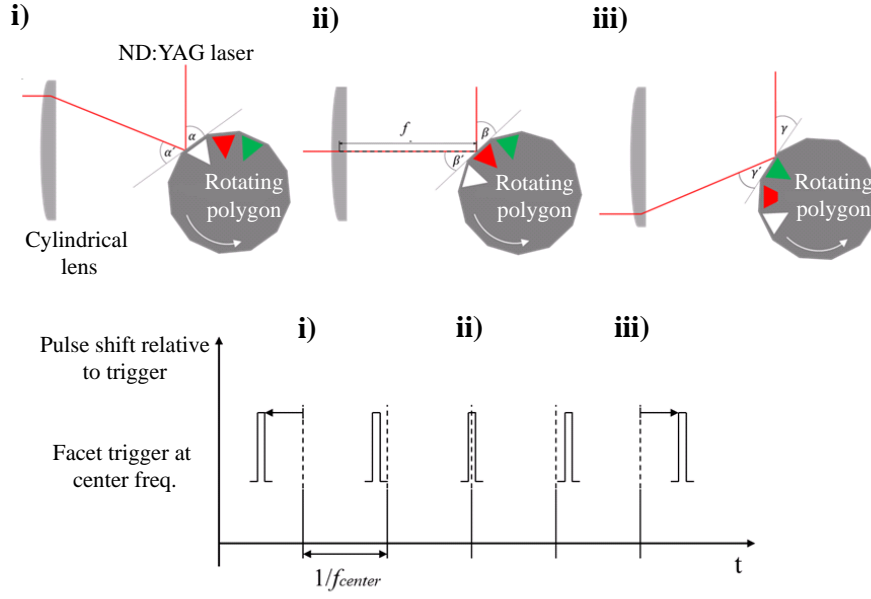 i)
ii)
iii)
ND:YAG laser
α
α'
Rotating
polygon
Cylindrical
lens
f
β
β'
Rotating
polygon
γ
γ'
Rotating
polygon
i)
ii)
iii)
Pulse shift relative
to trigger
Facet trigger at
center freq.
1/fcenter
t